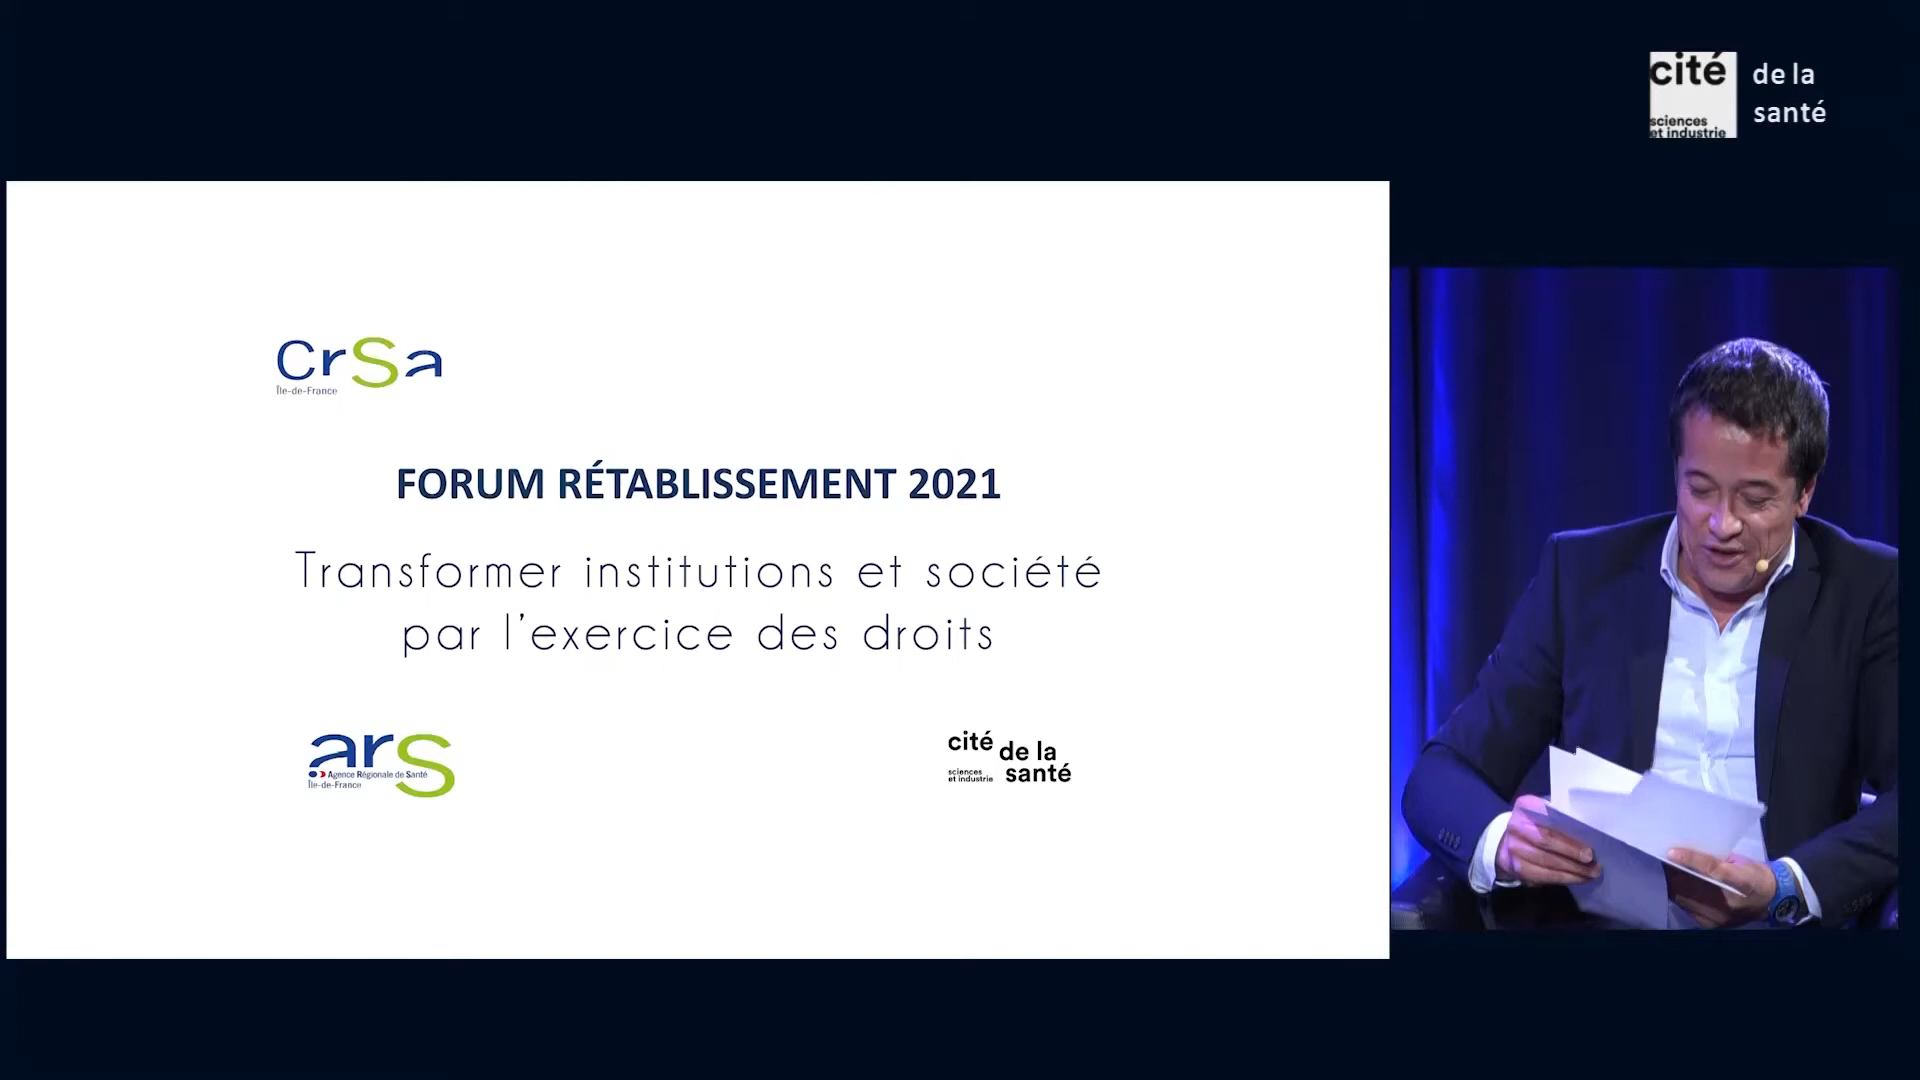 cité
de la
santé
sciences
et industrie
CrSa
Île-de-France
FORUM RÉTABLISSEMENT 2021
Transformer institutions et société
par l'exercice des droits
arS
Agence Régionale de Santé
Île-de-France
cité
de la
santé
sciences
et industrie